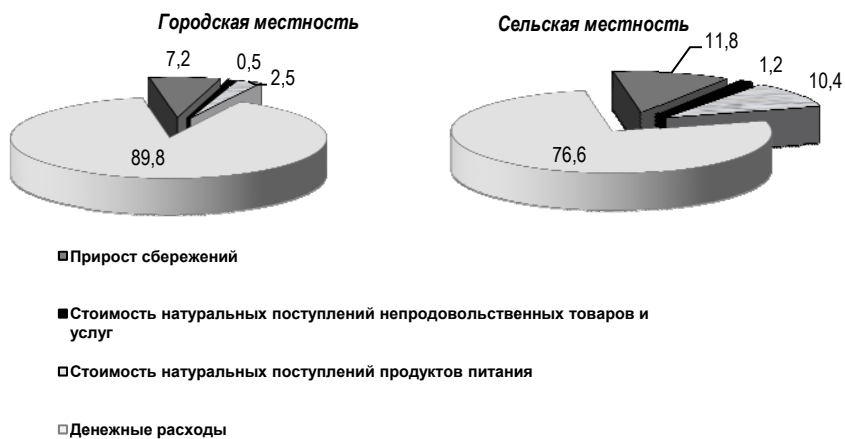 Городская местность
Сельская местность
7,2
0,5
2,5
89,8
11,8
1,2
10,4
76,6
Прирост сбережений
Стоимость натуральных поступлений непродовольственных товаров и
услуг
Стоимость натуральных поступлений продуктов питания
Денежные расходы